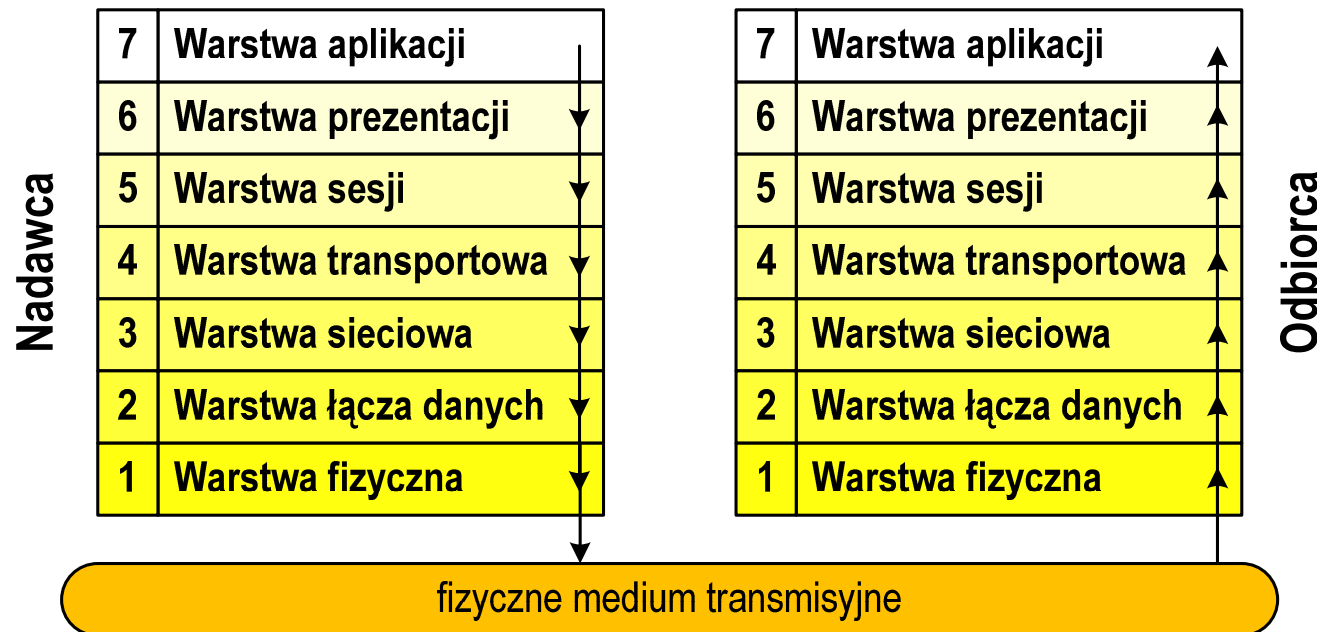 Nadawca
7 Warstwa aplikacji
6 Warstwa prezentacji
5 Warstwa sesji
4 Warstwa transportowa
3 Warstwa sieciowa
2 Warstwa łącza danych
1 Warstwa fizyczna
7 Warstwa aplikacji
6 Warstwa prezentacji
5 Warstwa sesji
4 Warstwa transportowa
3 Warstwa sieciowa
2 Warstwa łącza danych
1 Warstwa fizyczna
Odbiorca
fizyczne medium transmisyjne